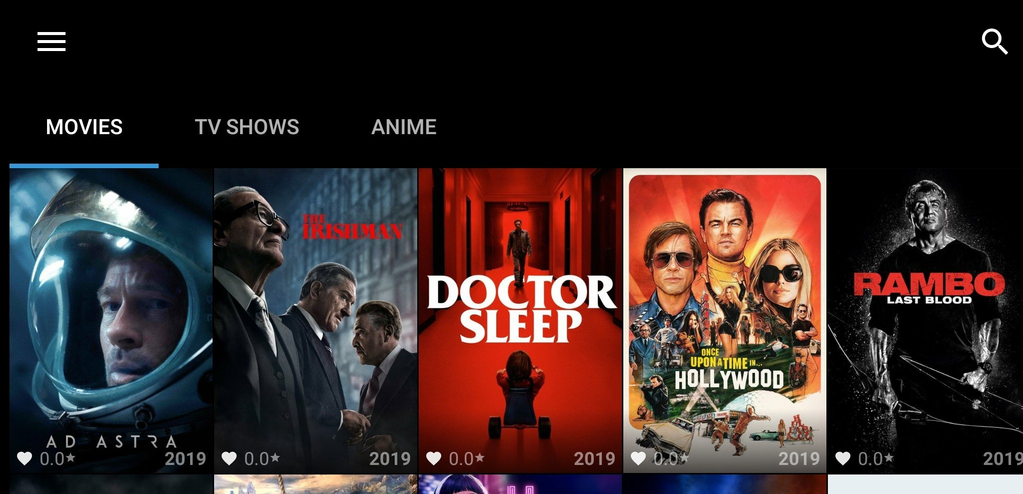 MOVIES TV SHOWS ANIME
AD ASTRA
0.0★ 2019
THE
IRISHMAN
0.0★ 2019
DOCTOR
SLEEP
0.0★ 2019
ONCE
UPON A TIME IN...
HOLLYWOOD
0.0★ 2019
RAMBO
LAST BLOOD
0.0★ 2019